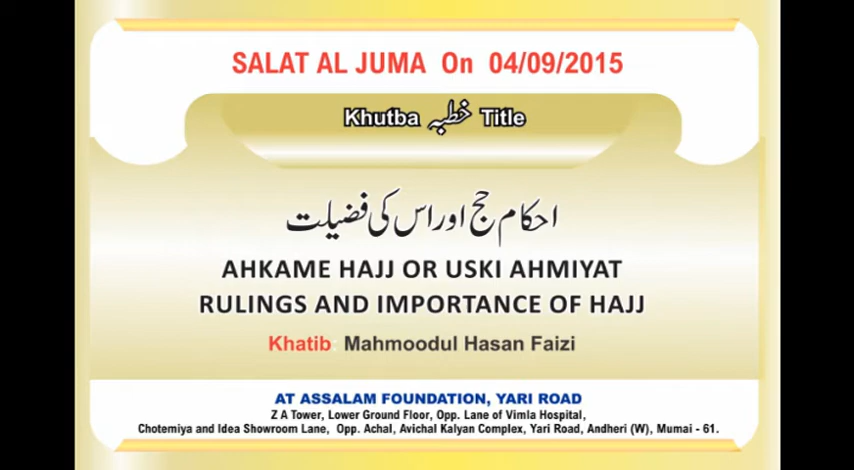 SALAT AL JUMA On 04/09/2015
Khutba خطبہ Title
احکام حج اور اس کی فضیلت
AHKAME HAJJ OR USKI AHMIYAT
RULINGS AND IMPORTANCE OF HAJJ
Khatib Mahmoodul Hasan Faizi
AT ASSALAM FOUNDATION, YARI ROAD
Z A Tower, Lower Ground Floor, Opp. Lane of Vimla Hospital,
Chotemiya and Idea Showroom Lane, Opp. Achal, Avichal Kalyan Complex, Yari Road, Andheri (W), Mumai - 61.